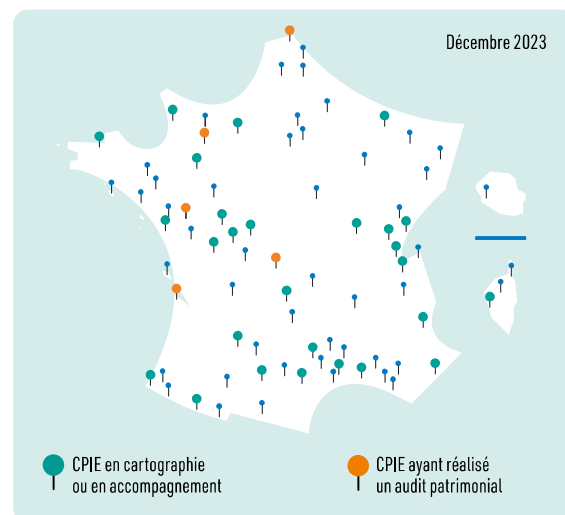 Décembre 2023
CPIE en cartographie
ou en accompagnement
CPIE ayant réalisé
un audit patrimonial